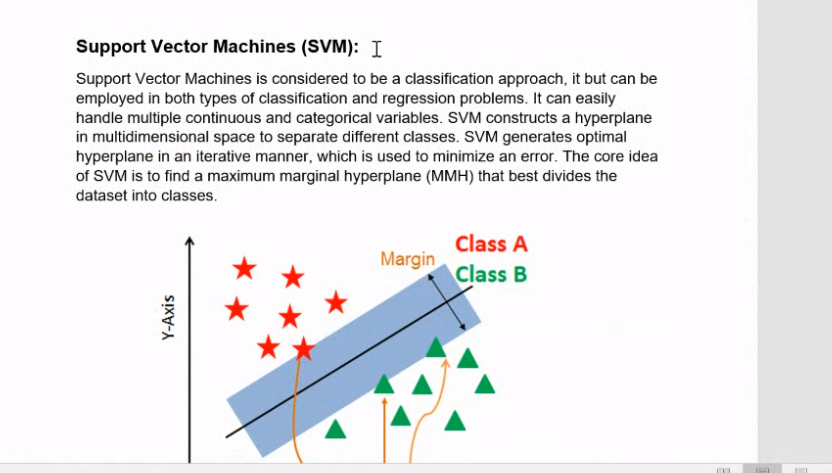 Support Vector Machines (SVM):
Support Vector Machines is considered to be a classification approach, it but can be
employed in both types of classification and regression problems. It can easily
handle multiple continuous and categorical variables. SVM constructs a hyperplane
in multidimensional space to separate different classes. SVM generates optimal
hyperplane in an iterative manner, which is used to minimize an error. The core idea
of SVM is to find a maximum marginal hyperplane (MMH) that best divides the
dataset into classes.
Class A
Margin
Class B
Y-Axis